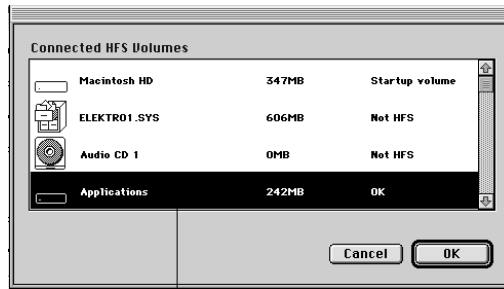 Connected HFS Volumes
Macintosh HD 347MB Startup volume
ELEKTRO1.SYS 606MB Not HFS
Audio CD 1 0MB Not HFS
Applications 242MB OK
Cancel OK